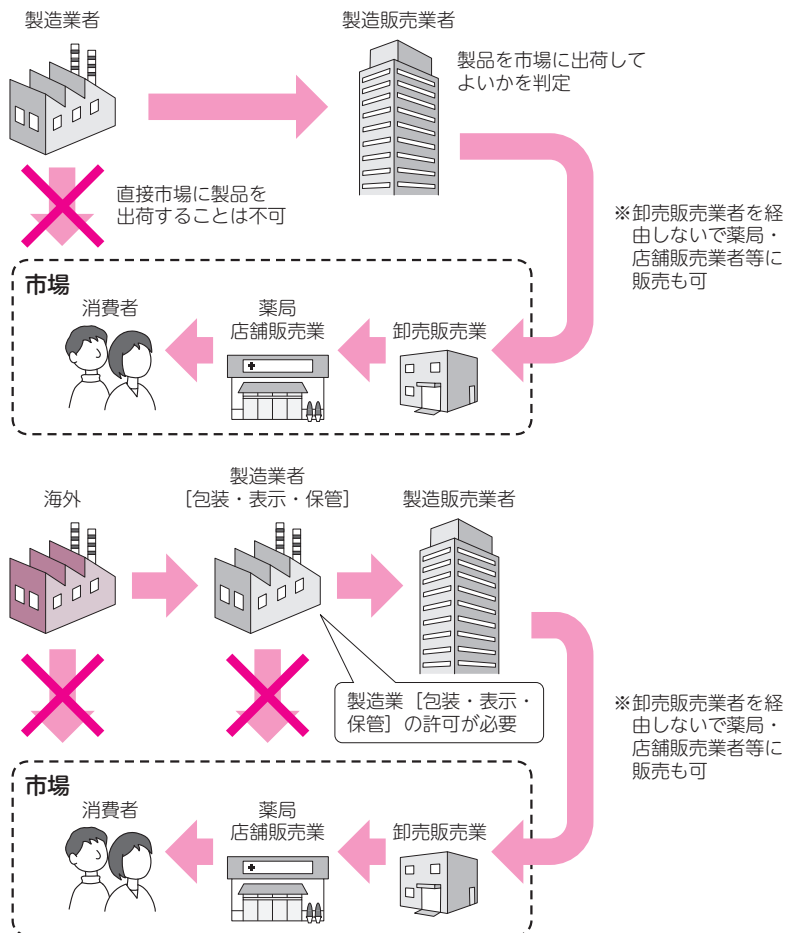 製造業者
製造販売業者
製品を市場に出荷して
よいかを判定
直接市場に製品を
出荷することは不可
※卸売販売業者を経
由しないで薬局・
店舗販売業者等に
販売も可
市場
消費者
薬局
店舗販売業
卸売販売業
海外
製造業者
［包装・表示・保管］
製造販売業者
製造業［包装・表示・
保管］の許可が必要
※卸売販売業者を経
由しないで薬局・
店舗販売業者等に
販売も可
市場
消費者
薬局
店舗販売業
卸売販売業